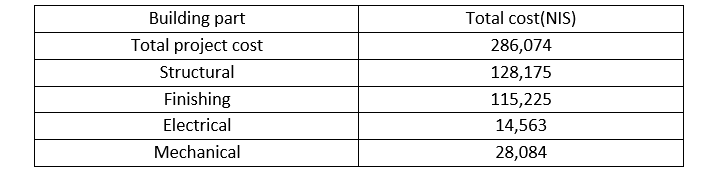 Building part Total cost(NIS)
Total project cost 286,074
Structural 128,175
Finishing 115,225
Electrical 14,563
Mechanical 28,084